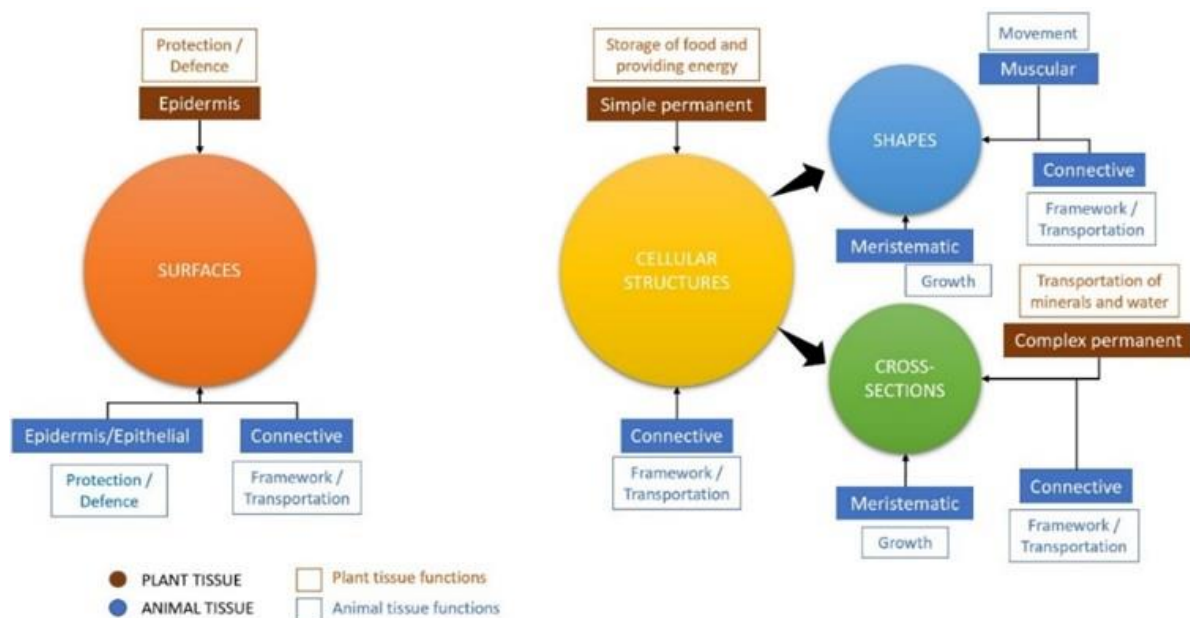 Protection /
Defence
Epidermis
SURFACES
Epidermis/Epithelial
Connective
Protection /
Defence
Framework /
Transportation
Storage of food and
providing energy
Simple permanent
CELLULAR
STRUCTURES
Connective
Framework /
Transportation
Movement
Muscular
SHAPES
Connective
Framework /
Transportation
Meristematic
Growth
Transportation of
minerals and water
Complex permanent
CROSS-
SECTIONS
Meristematic
Growth
Connective
Framework /
Transportation
PLANT TISSUE
Plant tissue functions
ANIMAL TISSUE
Animal tissue functions